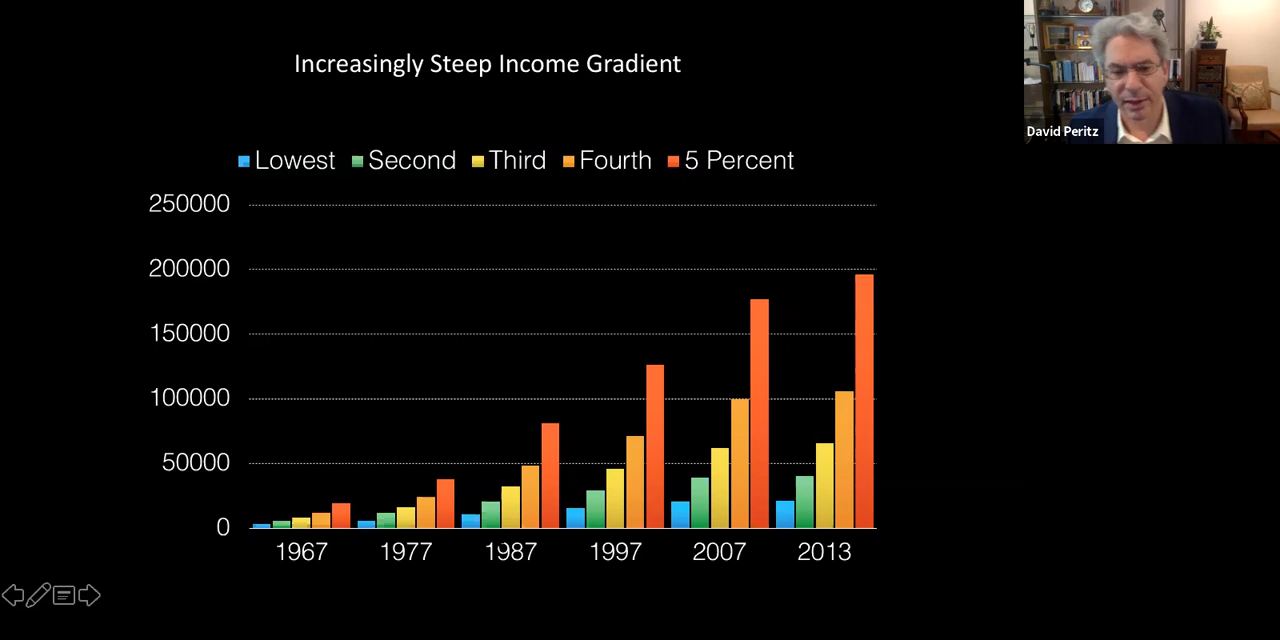 Increasingly Steep Income Gradient
David Peritz
Lowest Second Third Fourth 5 Percent
250000
200000
150000
100000
50000
0
1967 1977 1987 1997 2007 2013